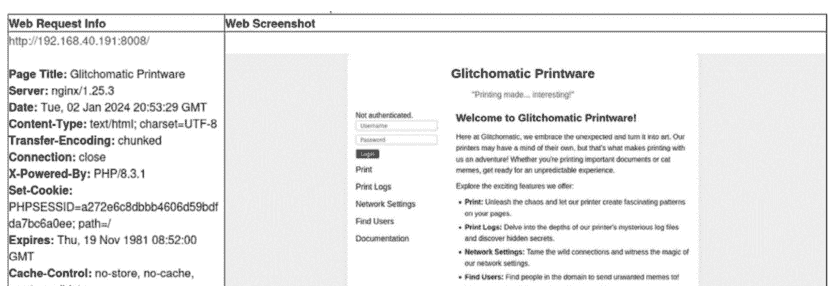 Web Request Info
Web Screenshot
http://192.168.40.191:8008/
Page Title: Glitchomatic Printware
Server: nginx/1.25.3
Date: Tue, 02 Jan 2024 20:53:29 GMT
Content-Type: text/html; charset=UTF-8
Transfer-Encoding: chunked
Connection: close
X-Powered-By: PHP/8.3.1
Set-Cookie:
PHPSESSID=a272e6c8dbbb4606d59bdf
da7bc6a0ee; path=/
Expires: Thu, 19 Nov 1981 08:52:00
GMT
Cache-Control: no-store, no-cache,
Glitchomatic Printware
"Printing made... interesting!"
Not authenticated.
Username
Password
Login
Print
Print Logs
Network Settings
Find Users
Documentation
Welcome to Glitchomatic Printware!
Here at Glitchomatic, we embrace the unexpected and turn it into art. Our
printers may have a mind of their own, but that's what makes printing with
us an adventure! Whether you're printing important documents or cat
memes, get ready for an unpredictable experience.
Explore the exciting features we offer:
• Print: Unleash the chaos and let our printer create fascinating patterns
on your pages.
• Print Logs: Delve into the depths of our printer's mysterious log files
and discover hidden secrets.
• Network Settings: Tame the wild connections and witness the magic of
our network settings.
• Find Users: Find people in the domain to send unwanted memes to!